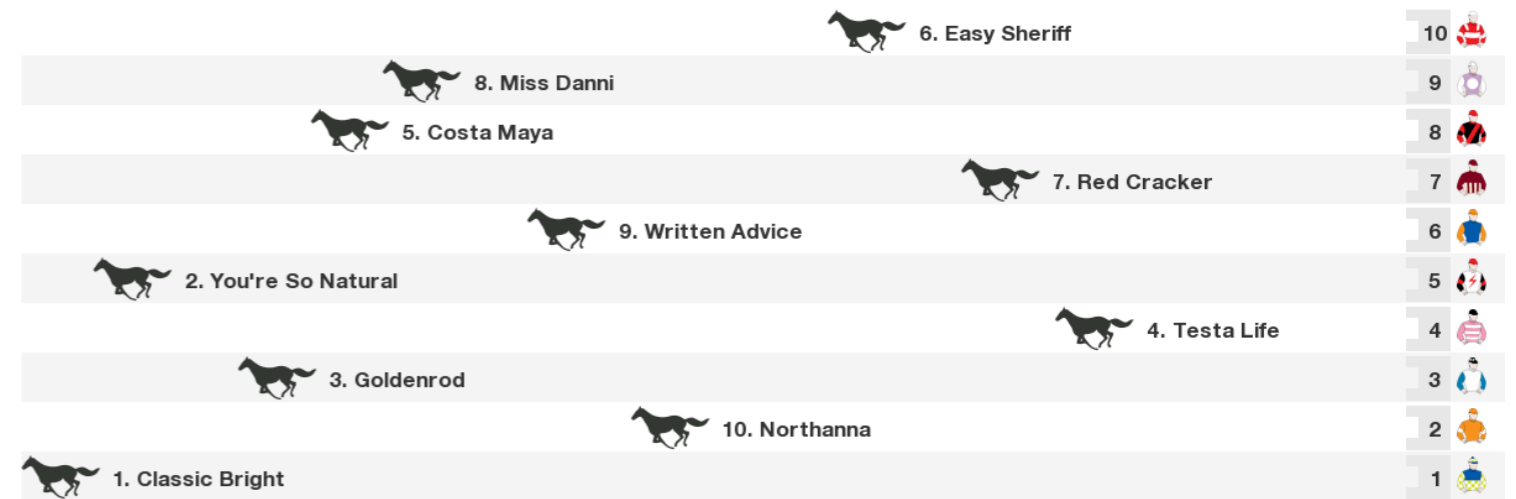 6. Easy Sheriff 10
8. Miss Danni 9
5. Costa Maya 8
7. Red Cracker 7
9. Written Advice 6
2. You're So Natural 5
4. Testa Life 4
3. Goldenrod 3
10. Northanna 2
1. Classic Bright 1